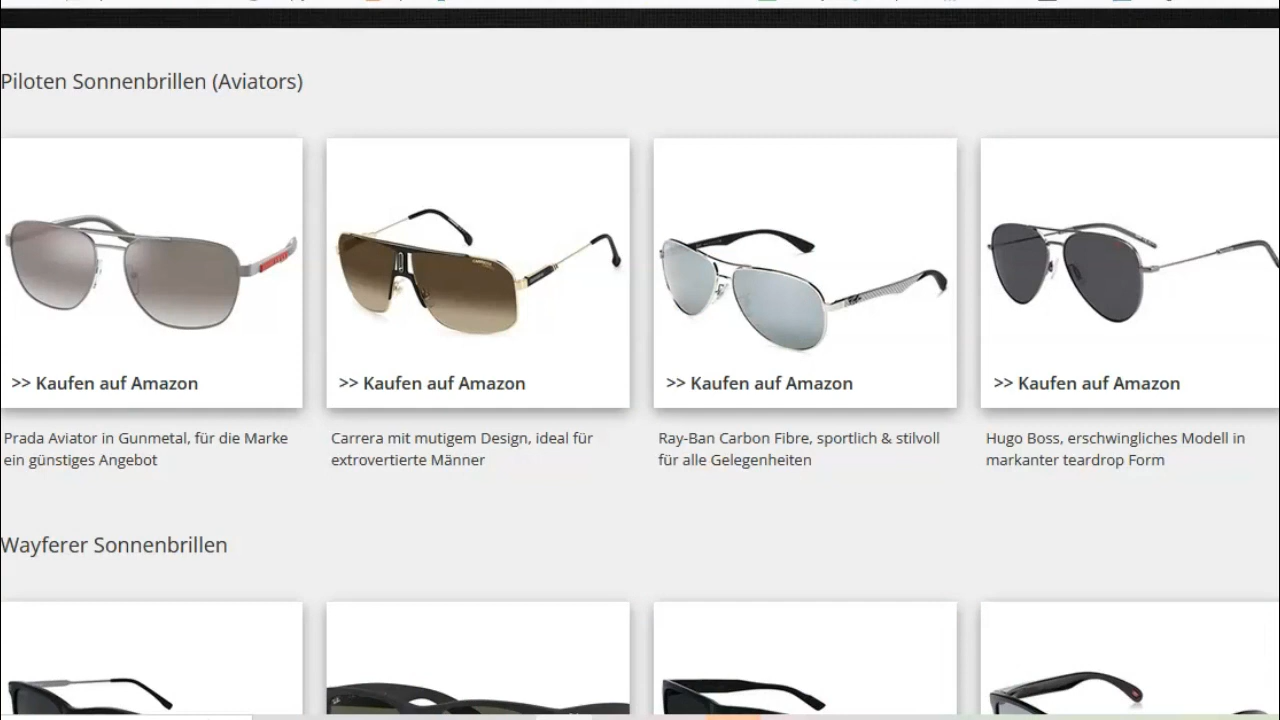 Piloten Sonnenbrillen (Aviators)
>> Kaufen auf Amazon
>> Kaufen auf Amazon
>> Kaufen auf Amazon
>> Kaufen auf Amazon
Prada Aviator in Gunmetal, für die Marke
ein günstiges Angebot
Carrera mit mutigem Design, ideal für
extrovertierte Männer
Ray-Ban Carbon Fibre, sportlich & stilvoll
für alle Gelegenheiten
Hugo Boss, erschwingliches Modell in
markanter teardrop Form
Wayferer Sonnenbrillen